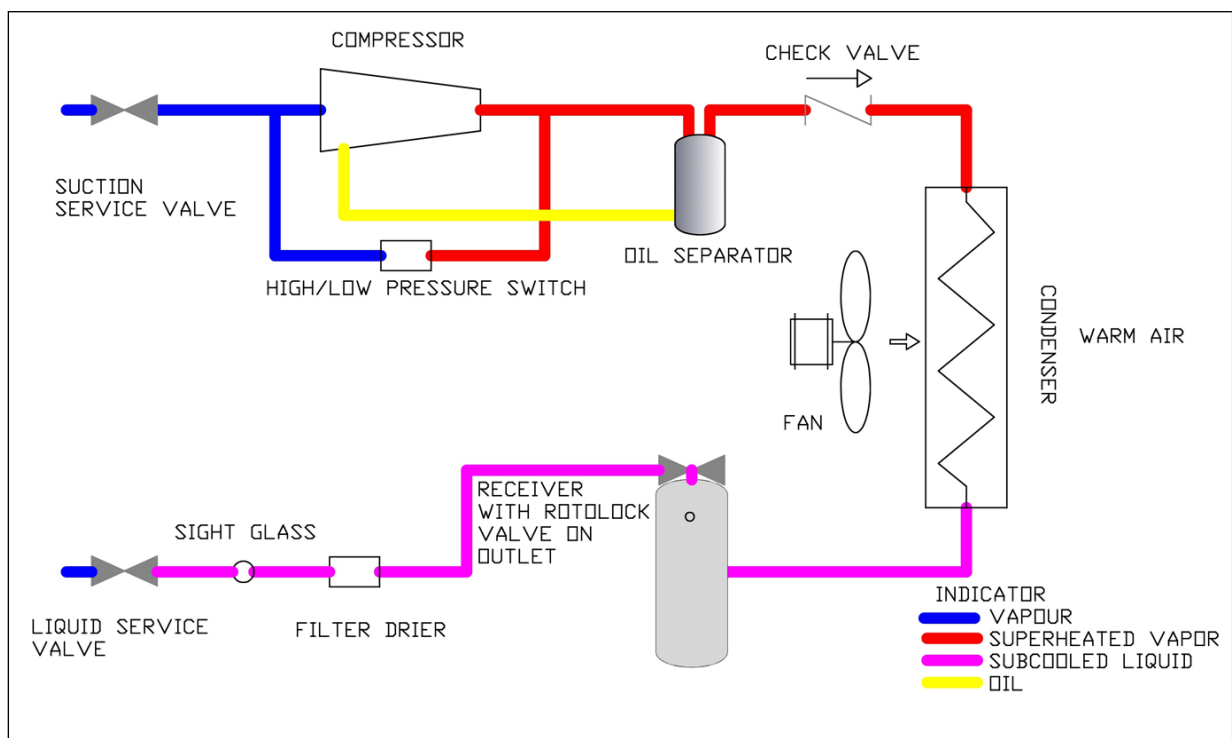 COMPRESSOR
CHECK VALVE
SUCTION
SERVICE VALVE
OIL SEPARATOR
HIGH/LOW PRESSURE SWITCH
CONDENSER
WARM AIR
FAN
RECEIVER
WITH ROTOLOCK
VALVE ON
OUTLET
SIGHT GLASS
LIQUID SERVICE
VALVE
FILTER DRIER
INDICATOR
VAPOUR
SUPERHEATED VAPOR
SUBCOOLED LIQUID
OIL